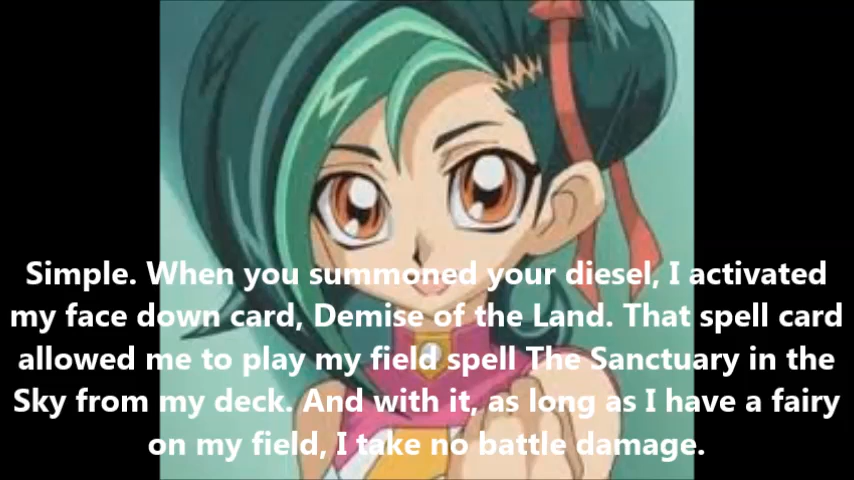 Simple. When you summoned your diesel, I activated
my face down card, Demise of the Land. That spell card
allowed me to play my field spell The Sanctuary in the
Sky from my deck. And with it, as long as I have a fairy
on my field, I take no battle damage.